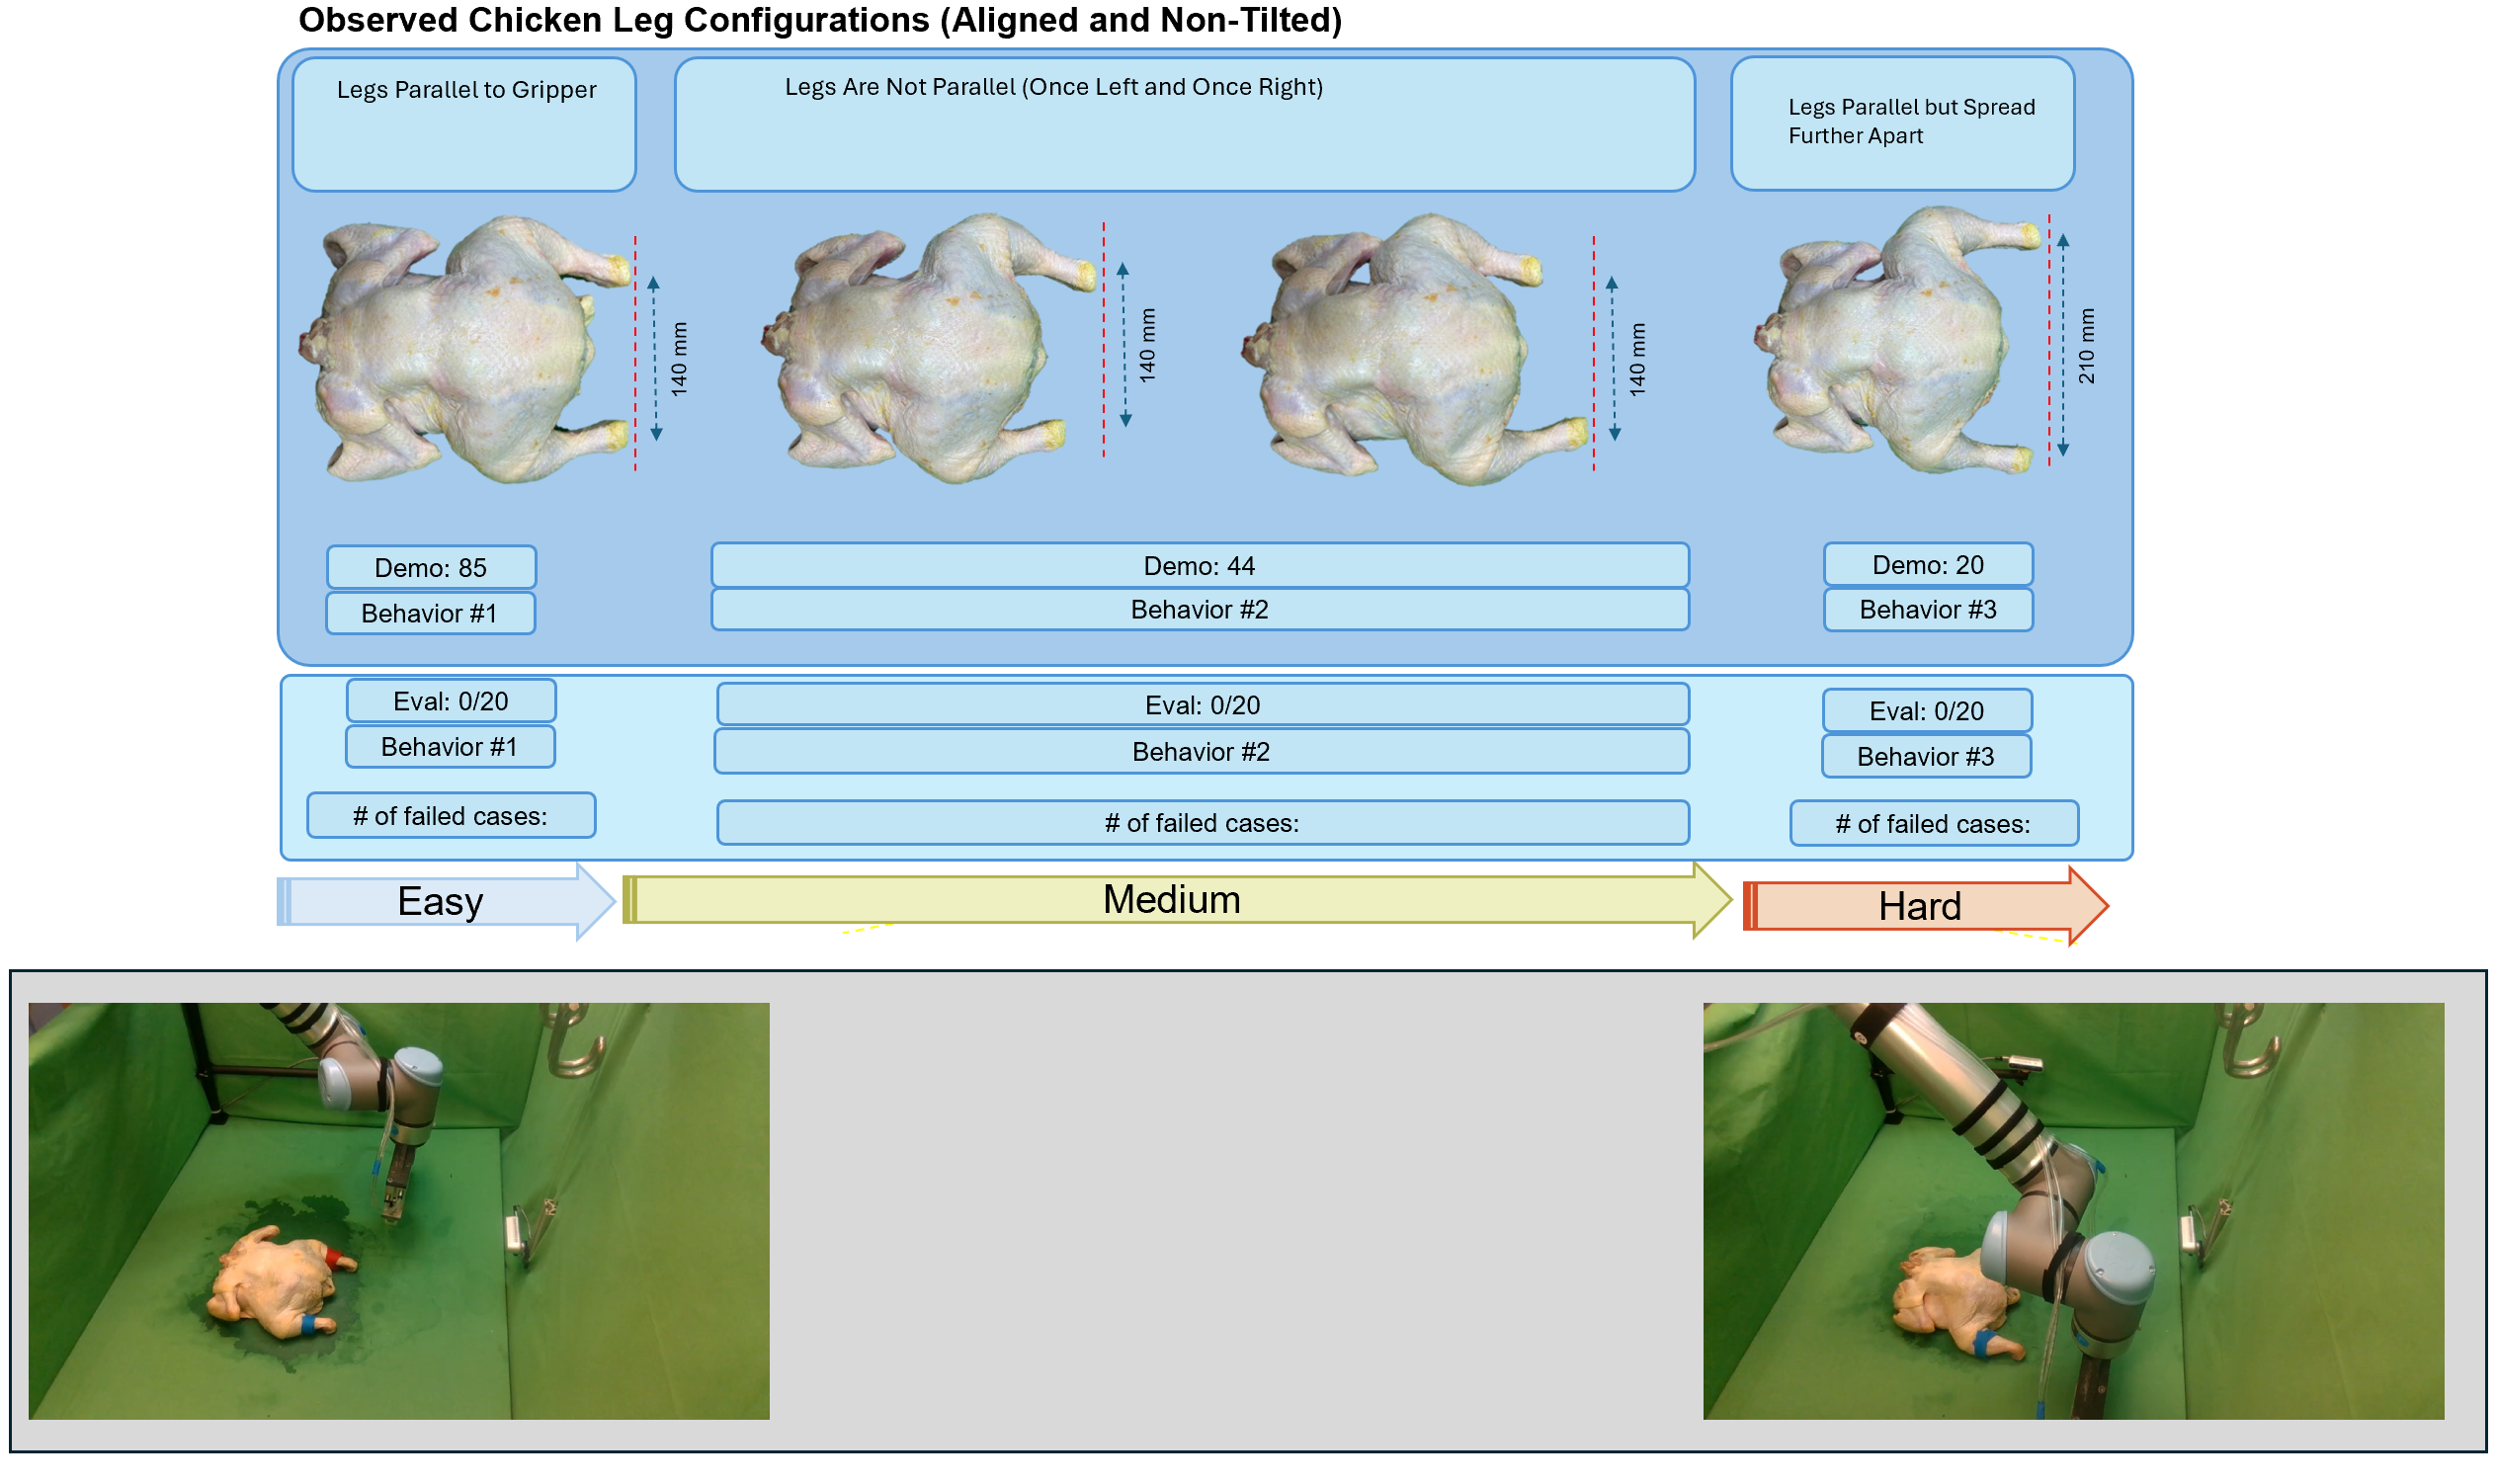 Observed Chicken Leg Configurations (Aligned and Non-Tilted)
Legs Parallel to Gripper
Legs Are Not Parallel (Once Left and Once Right)
Legs Parallel but Spread
Further Apart
140 mm
140 mm
140 mm
210 mm
Demo: 85
Demo: 44
Demo: 20
Behavior #1
Behavior #2
Behavior #3
Eval: 0/20
Eval: 0/20
Eval: 0/20
Behavior #1
Behavior #2
Behavior #3
# of failed cases:
# of failed cases:
# of failed cases:
Easy
Medium
Hard